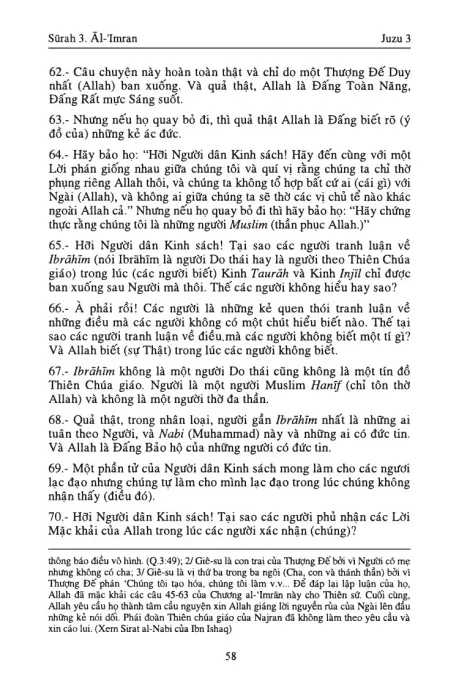 Sūrah 3. Āl-'Imran Juzu 3
62.- Câu chuyện này hoàn toàn thật và chỉ do một Thượng Đế Duy
nhất (Allah) ban xuống. Và quả thật, Allah là Đấng Toàn Năng,
Đấng Rất mực Sáng suốt.
63.- Nhưng nếu họ quay bỏ đi, thì quả thật Allah là Đấng biết rõ (ý
đồ của) những kẻ ác đức.
64.- Hãy bảo họ: “Hỡi Người dân Kinh sách! Hãy đến cùng với một
Lời phán giống nhau giữa chúng tôi và quí vị rằng chúng ta chỉ thờ
phụng riêng Allah thôi, và chúng ta không tổ hợp bất cứ ai (cái gì) với
Ngài (Allah), và không ai giữa chúng ta sẽ thờ các vị chủ tể nào khác
ngoài Allah cả.” Nhưng nếu họ quay bỏ đi thì hãy bảo họ: “Hãy chứng
thực rằng chúng tôi là những người Muslim (thần phục Allah.)”
65.- Hỡi Người dân Kinh sách! Tại sao các người tranh luận về
Ibrāhīm (nói Ibrāhīm là người Do thái hay là người theo Thiên Chúa
giáo) trong lúc (các người biết) Kinh Taurāh và Kinh Injīl chỉ được
ban xuống sau Người mà thôi. Thế các người không hiểu hay sao?
66.- À phải rồi! Các người là những kẻ quen thói tranh luận về
những điều mà các người không có một chút hiểu biết nào. Thế tại
sao các người tranh luận về điều.mà các người không biết một tí gì?
Và Allah biết (sự Thật) trong lúc các người không biết.
67.- Ibrāhīm không là một người Do thái cũng không là một tín đồ
Thiên Chúa giáo. Người là một người Muslim Hanīf (chỉ tôn thờ
Allah) và không là một người thờ đa thần.
68.- Quả thật, trong nhân loại, người gần Ibrāhīm nhất là những ai
tuân theo Người, và Nabi (Muhammad) này và những ai có đức tin.
Và Allah là Đấng Bảo hộ của những người có đức tin.
69.- Một phần tử của Người dân Kinh sách mong làm cho các ngươi
lạc đạo nhưng chúng tự làm cho mình lạc đạo trong lúc chúng không
nhận thấy (điều đó).
70.- Hỡi Người dân Kinh sách! Tại sao các người phủ nhận các Lời
Mặc khải của Allah trong lúc các người xác nhận (chúng)?
thông báo điều vô hình. (Q.3:49); 2/ Giê-su là con trai của Thượng Đế bởi vì Người có mẹ
nhưng không có cha; 3/ Giê-su là vị thứ ba trong ba ngôi (Cha, con và thánh thần) bởi vì
Thượng Đế phán ‘Chúng tôi tạo hóa, chúng tôi làm v.v... Để đáp lại lập luận của họ,
Allah đã mặc khải các câu 45-63 của Chương al-‘Imrān này cho Thiên sứ. Cuối cùng,
Allah yêu cầu họ thành tâm cầu nguyện xin Allah giáng lời nguyền rủa của Ngài lên đầu
những kẻ nói dối. Phái đoàn Thiên chúa giáo của Najran đã không làm theo yêu cầu và
xin cáo lui. (Xem Sirat al-Nabi của Ibn Ishaq)
58